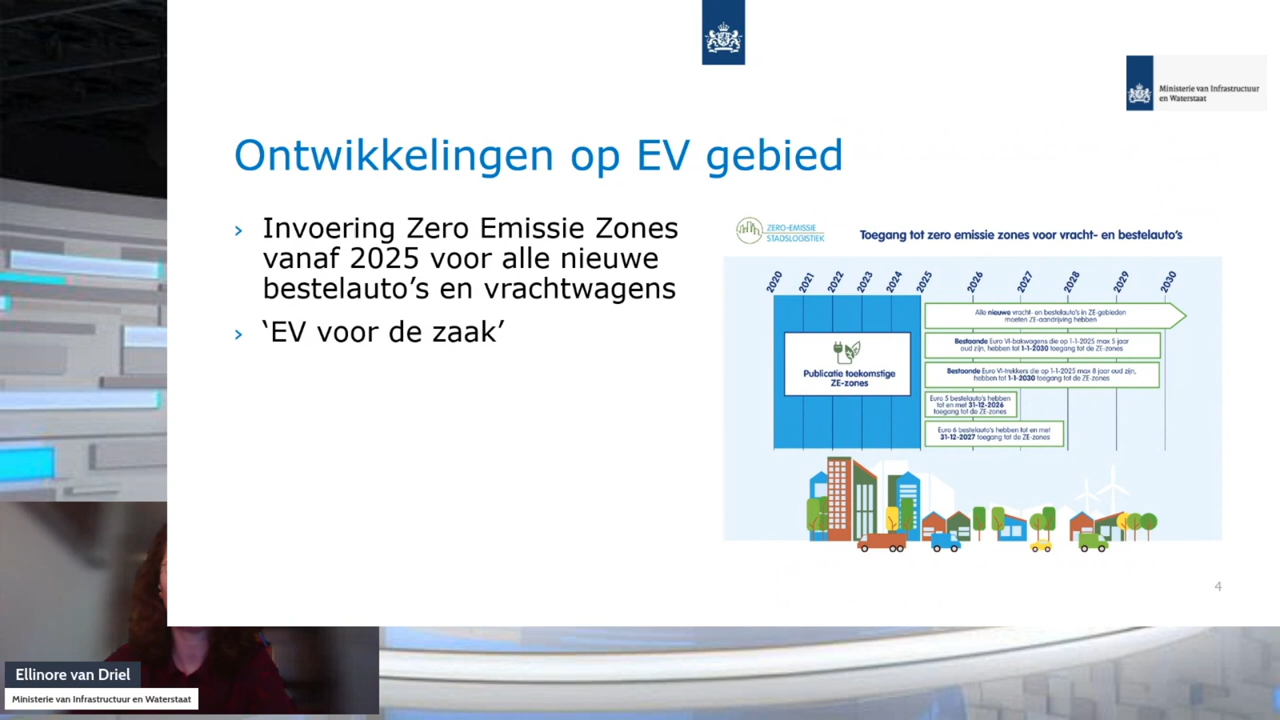 Ministerie van Infrastructuur
en Waterstaat
Ontwikkelingen op EV gebied
› Invoering Zero Emissie Zones
vanaf 2025 voor alle nieuwe
bestelauto’s en vrachtwagens
› ‘EV voor de zaak’
ZERO-EMISSIE
STADSLOGISTIEK
Toegang tot zero emissie zones voor vracht- en bestelauto’s
2020 2021 2022 2023 2024 2025 2026 2027 2028 2029 2030
Alle nieuwe vracht- en bestelauto’s in ZE-gebieden
moeten ZE-aandrijving hebben
Bestaande Euro VI-bakwagens die op 1-1-2025 max 5 jaar
oud zijn, hebben tot 1-1-2030 toegang tot de ZE-zones
Publicatie toekomstige
ZE-zones
Bestaande Euro VI-trekkers die op 1-1-2025 max 8 jaar oud zijn,
hebben tot 1-1-2030 toegang tot de ZE-zones
Euro 5 bestelauto’s hebben
tot en met 31-12-2026
toegang tot de ZE-zones
Euro 6 bestelauto’s hebben tot en met
31-12-2027 toegang tot de ZE-zones
4
Ellinore van Driel
Ministerie van Infrastructuur en Waterstaat